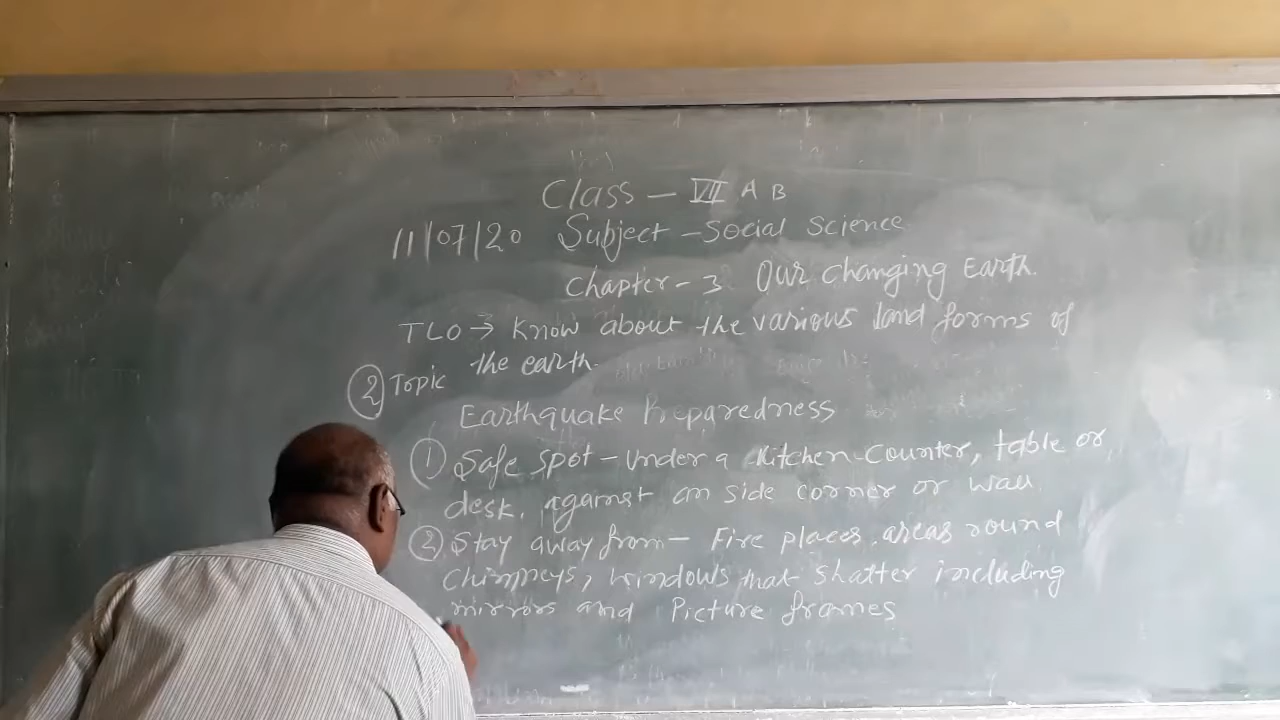 Class – VII A B
11/07/20 Subject – Social Science
Chapter – 3 Our Changing Earth.
TLO → Know about the various land forms of
the earth.
② Topic
Earthquake Preparedness
① Safe spot – Under a Kitchen Counter, table or,
desk, against an side corner or wall.
② Stay away from – Fire places, areas round
Chimneys, windows that shatter including
mirrors and Picture frames